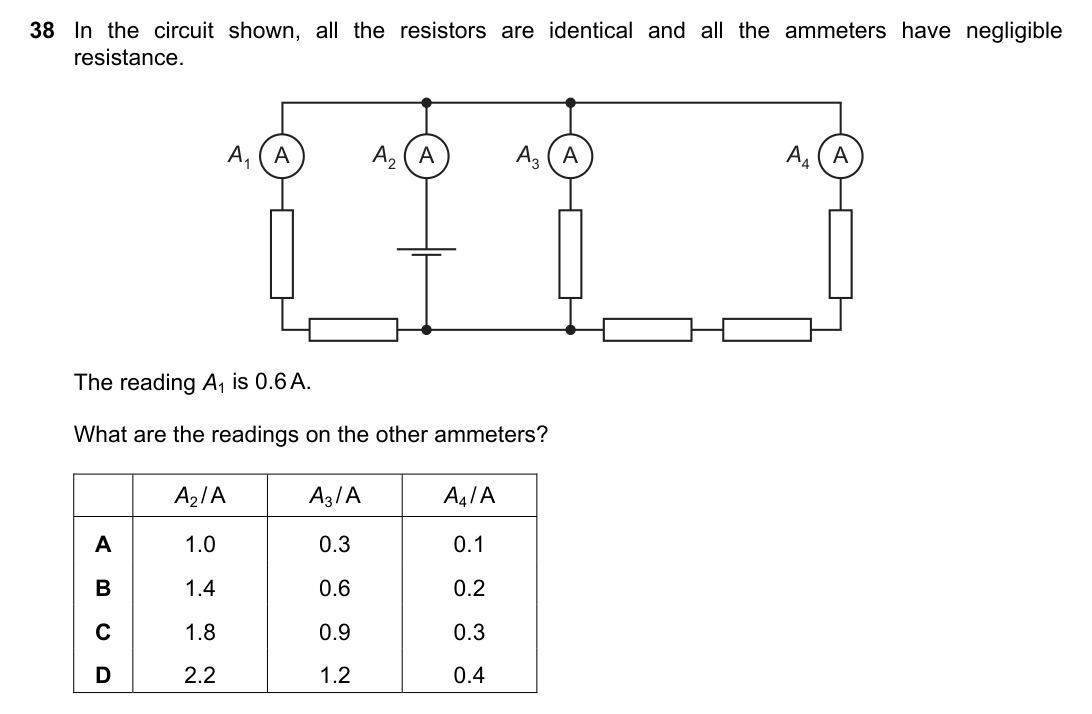 38 In the circuit shown, all the resistors are identical and all the ammeters have negligible
resistance.
A₁ A A₂ A A₃ A A₄ A
The reading A₁ is 0.6 A.
What are the readings on the other ammeters?
A₂/A A₃/A A₄/A
A 1.0 0.3 0.1
B 1.4 0.6 0.2
C 1.8 0.9 0.3
D 2.2 1.2 0.4